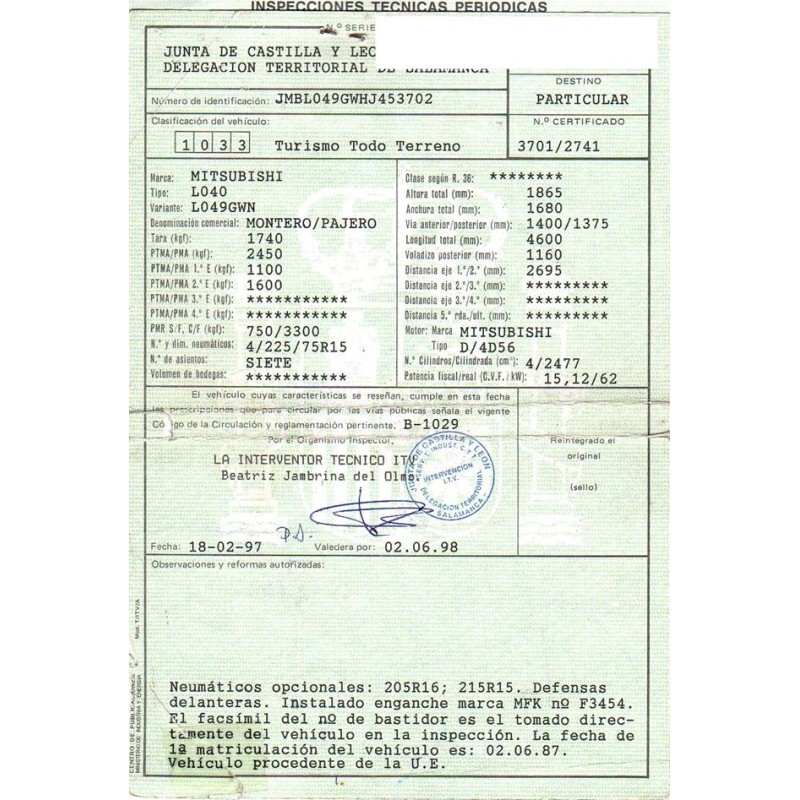 INSPECCIONES TECNICAS PERIODICAS
N.º SERIE
JUNTA DE CASTILLA Y LEO
DELEGACION TERRITORIAL DE SALAMANCA
DESTINO
PARTICULAR
Número de identificación: JMBL049GWHJ453702
Clasificación del vehículo:
1033 Turismo Todo Terreno
N.º CERTIFICADO
3701/2741
Marca: MITSUBISHI
Tipo: L040
Variante: L049GWN
Denominación comercial: MONTERO/PAJERO
Tara (kgf): 1740
PTMA/PMA (kgf): 2450
PTMA/PMA 1.º E (kgf): 1100
PTMA/PMA 2.º E (kgf): 1600
PTMA/PMA 3.º E (kgf): ***********
PTMA/PMA 4.º E (kgf): ***********
PMR S/F, C/F (kgf): 750/3300
N.º y dim. neumáticos: 4/225/75R15
N.º de asientos: SIETE
Volumen de bodegas: ***********
Clase según R. 36: ********
Altura total (mm): 1865
Anchura total (mm): 1680
Vía anterior/posterior (mm): 1400/1375
Longitud total (mm): 4600
Voladizo posterior (mm): 1160
Distancia eje 1.º/2.º (mm): 2695
Distancia eje 2.º/3.º (mm): *********
Distancia eje 3.º/4.º (mm): *********
Distancia 5.ª rda./ult. (mm): *********
Motor: Marca MITSUBISHI
Tipo D/4D56
N.º Cilindros/Cilindrada (cm³) 4/2477
Potencia fiscal/real (C.V.F. / kW): 15,12/62
El vehículo cuyas características se reseñan, cumple en esta fecha
las prescripciones que para circular por las vías públicas señala el vigente
Código de la Circulación y reglamentación pertinente. B-1029
Por el Organismo Inspector,
LA INTERVENTOR TECNICO ITV
Beatriz Jambrina del Olmo
JUNTA DE CASTILLA Y LEON
SERV. T. INDUST. C.Y T.
INTERVENCION
I.T.V.
DELEGACION TERRITORIAL
SALAMANCA
Reintegrado el
original
(sello)
P.A.
Fecha: 18-02-97 Valedera por: 02.06.98
Observaciones y reformas autorizadas:
Neumáticos opcionales: 205R16; 215R15. Defensas
delanteras. Instalado enganche marca MFK nº F3454.
El facsímil del nº de bastidor es el tomado direc-
tamente del vehículo en la inspección. La fecha de
1ª matriculación del vehículo es: 02.06.87.
Vehículo procedente de la U.E.
MINISTERIO DE INDUSTRIA Y ENERGIA